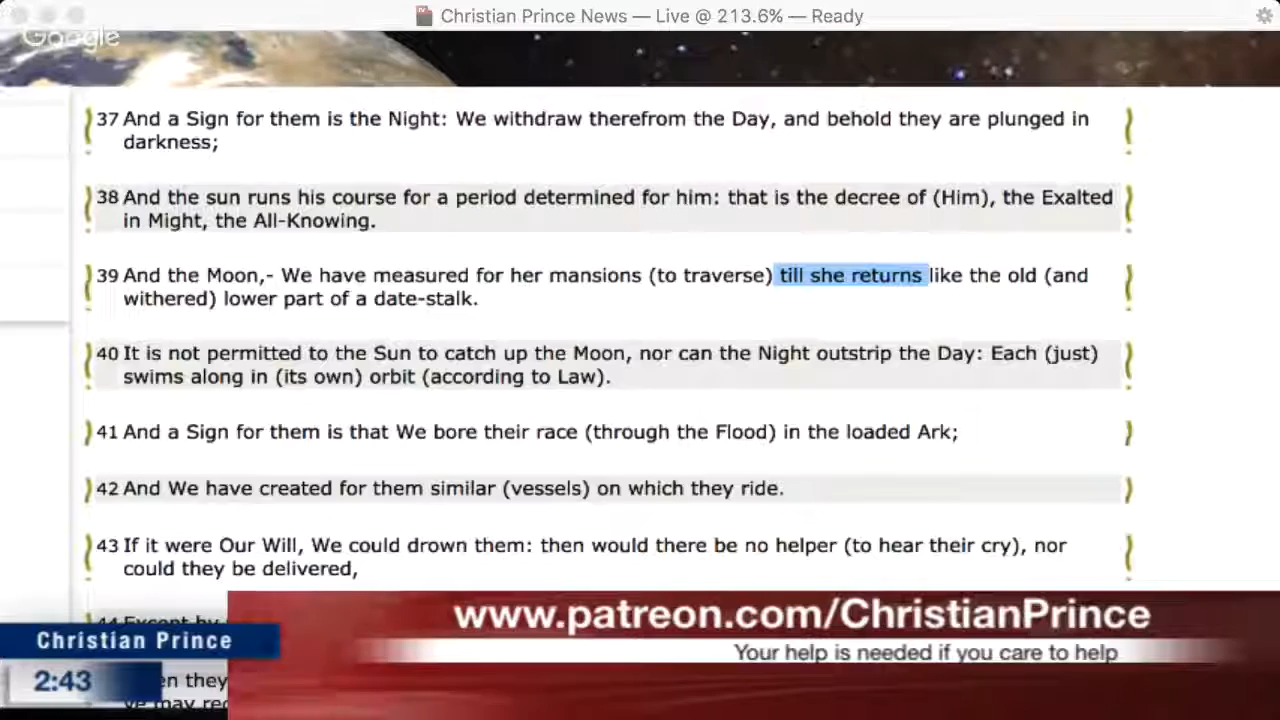 Christian Prince News — Live @ 213.6% — Ready
Google
37 And a Sign for them is the Night: We withdraw therefrom the Day, and behold they are plunged in
darkness;
38 And the sun runs his course for a period determined for him: that is the decree of (Him), the Exalted
in Might, the All-Knowing.
39 And the Moon,- We have measured for her mansions (to traverse) till she returns like the old (and
withered) lower part of a date-stalk.
40 It is not permitted to the Sun to catch up the Moon, nor can the Night outstrip the Day: Each (just)
swims along in (its own) orbit (according to Law).
41 And a Sign for them is that We bore their race (through the Flood) in the loaded Ark;
42 And We have created for them similar (vessels) on which they ride.
43 If it were Our Will, We could drown them: then would there be no helper (to hear their cry), nor
could they be delivered,
44 Except by
www.patreon.com/ChristianPrince
Christian Prince
Your help is needed if you care to help
2:43
they
ye may